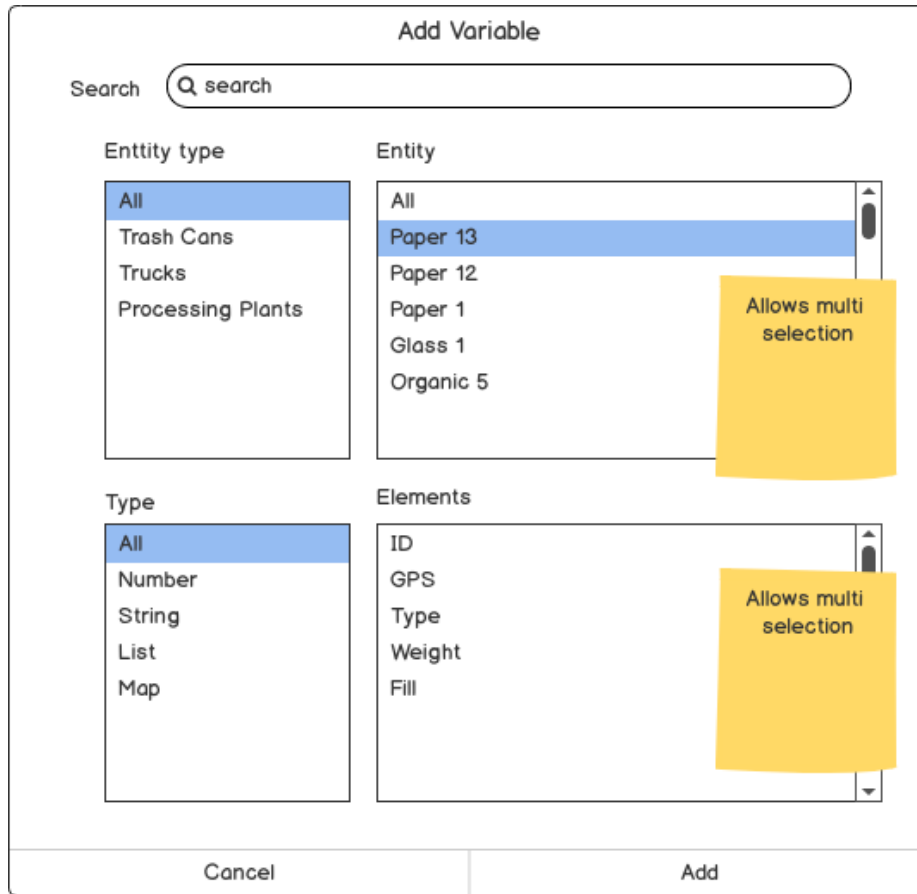 Add Variable
Search
search
Enttity type
Entity
All
Trash Cans
Trucks
Processing Plants
All
Paper 13
Paper 12
Paper 1
Glass 1
Organic 5
Allows multi
selection
Type
Elements
All
Number
String
List
Map
ID
GPS
Type
Weight
Fill
Allows multi
selection
Cancel
Add